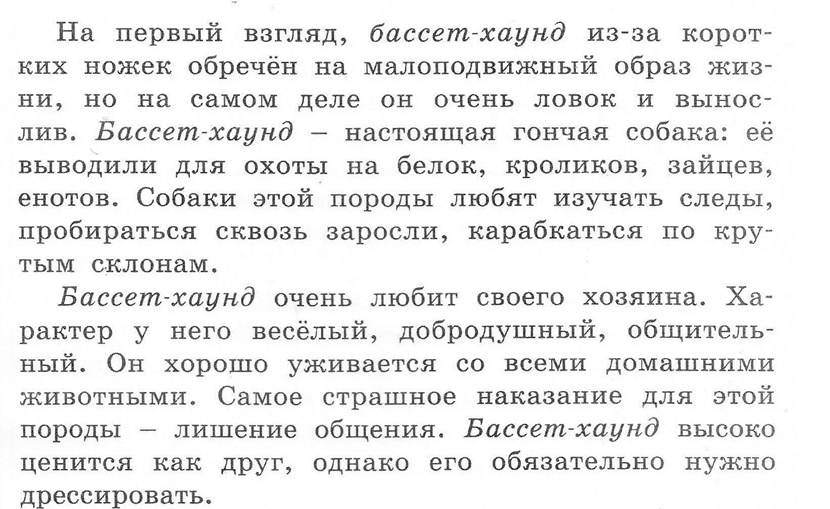 На первый взгляд, бассет-хаунд из-за корот-
ких ножек обречён на малоподвижный образ жиз-
ни, но на самом деле он очень ловок и вынос-
лив. Бассет-хаунд – настоящая гончая собака: её
выводили для охоты на белок, кроликов, зайцев,
енотов. Собаки этой породы любят изучать следы,
пробираться сквозь заросли, карабкаться по кру-
тым склонам.
Бассет-хаунд очень любит своего хозяина. Ха-
рактер у него весёлый, добродушный, общитель-
ный. Он хорошо уживается со всеми домашними
животными. Самое страшное наказание для этой
породы – лишение общения. Бассет-хаунд высоко
ценится как друг, однако его обязательно нужно
дрессировать.